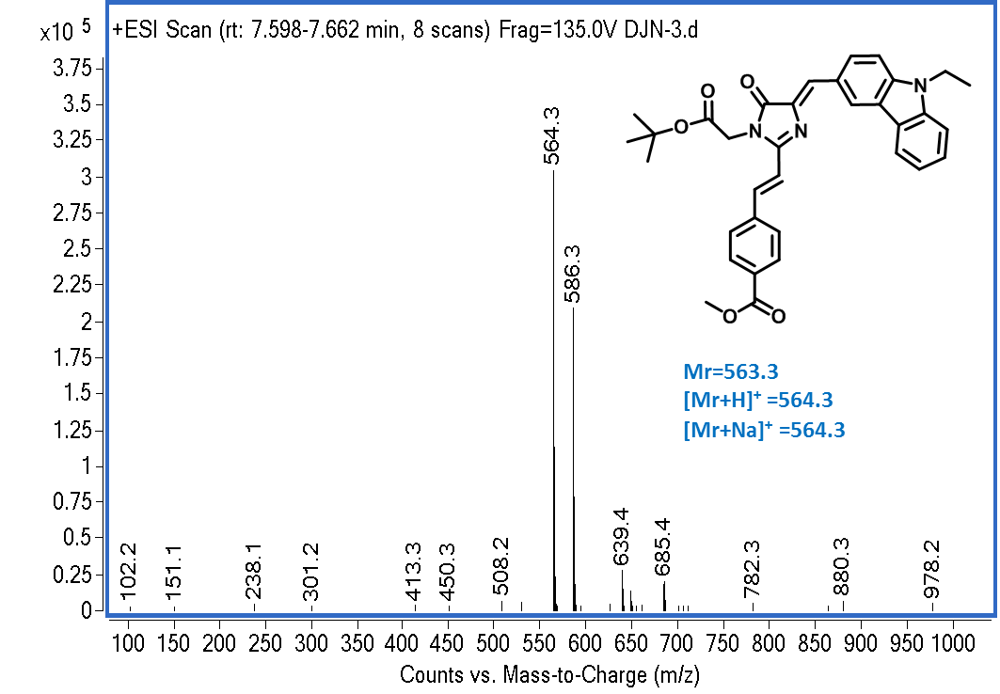 x10 5
+ESI Scan (rt: 7.598-7.662 min, 8 scans) Frag=135.0V DJN-3.d
3.75
3.5
3.25
3
2.75
2.5
2.25
2
1.75
1.5
1.25
1
0.75
0.5
0.25
0
102.2
151.1
238.1
301.2
413.3
450.3
508.2
564.3
586.3
639.4
685.4
782.3
880.3
978.2
O
O
O
N
N
N
O
O
Mr=563.3
[Mr+H]+ =564.3
[Mr+Na]+ =564.3
100 150 200 250 300 350 400 450 500 550 600 650 700 750 800 850 900 950 1000
Counts vs. Mass-to-Charge (m/z)